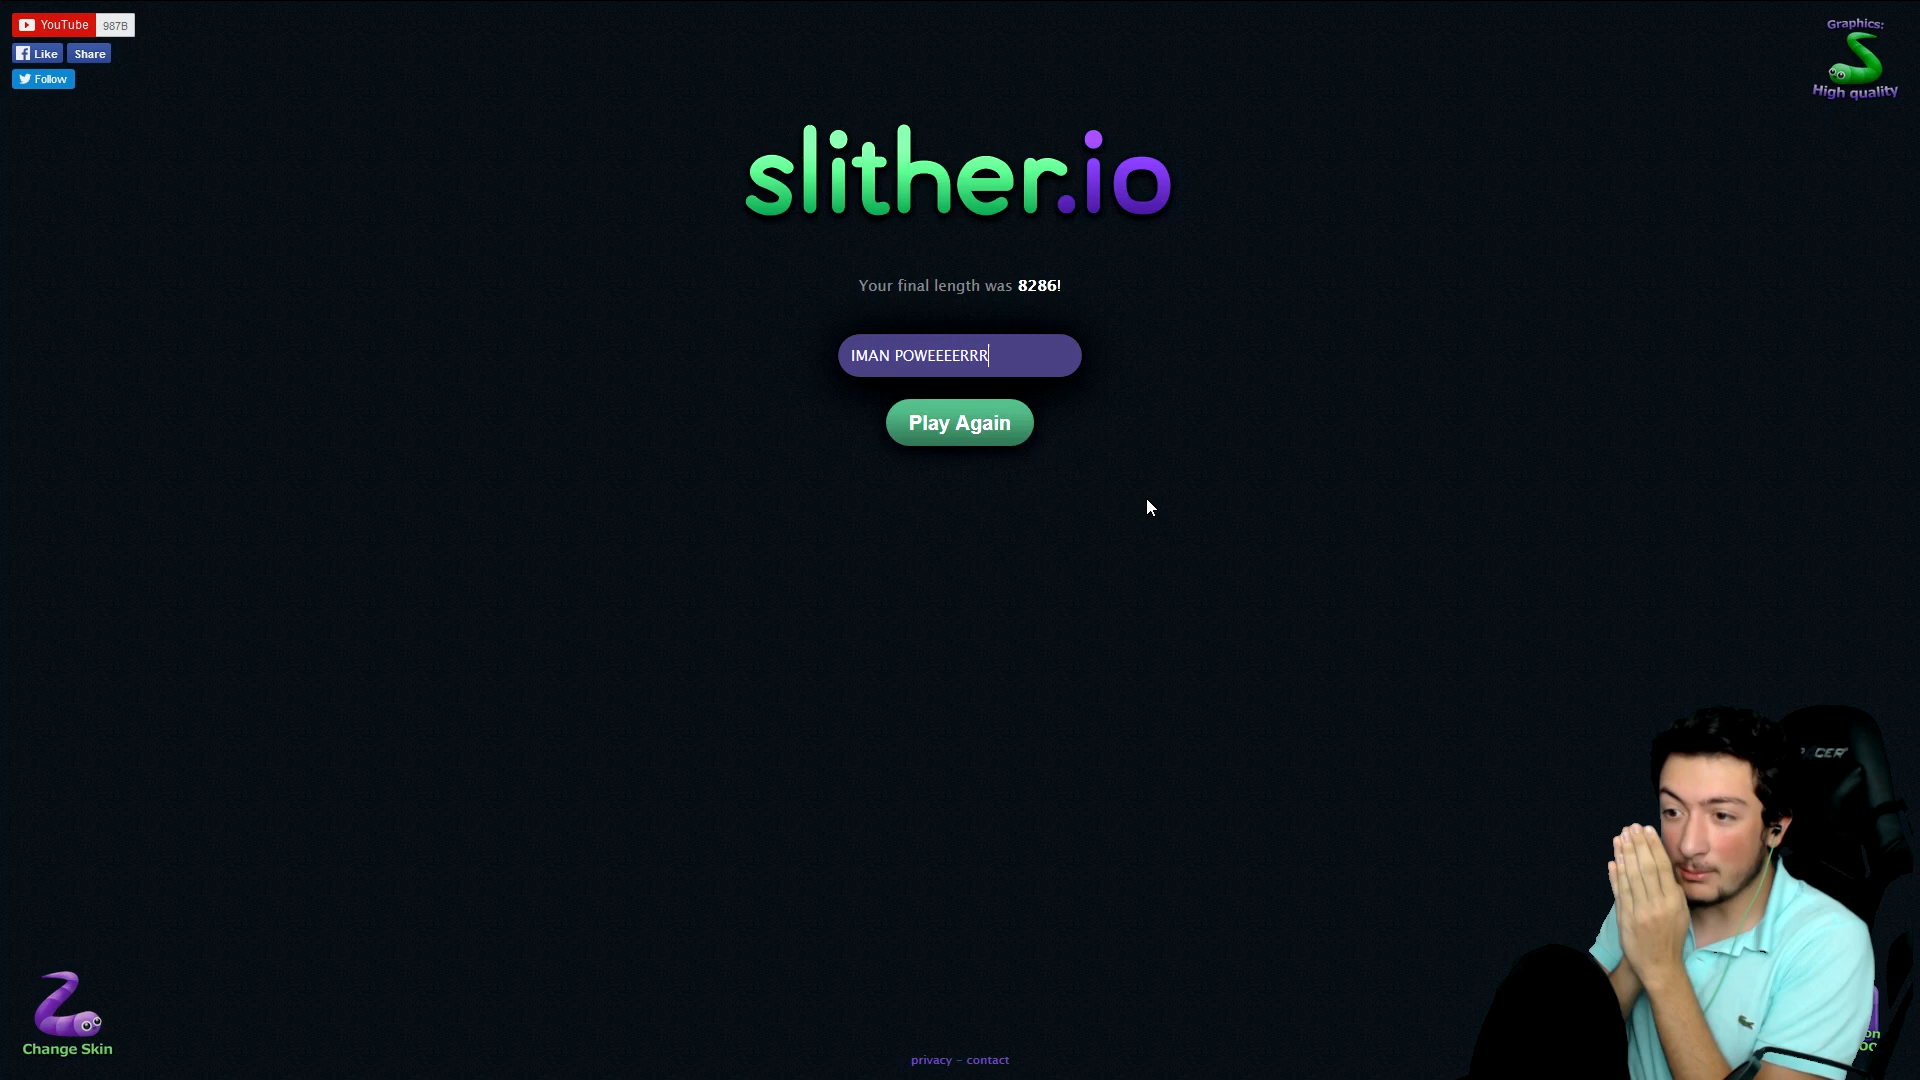 YouTube 987B
Like Share
Follow
Graphics:
High quality
slither.io
Your final length was 8286!
IMAN POWEEEERRR
Play Again
Change Skin
privacy - contact